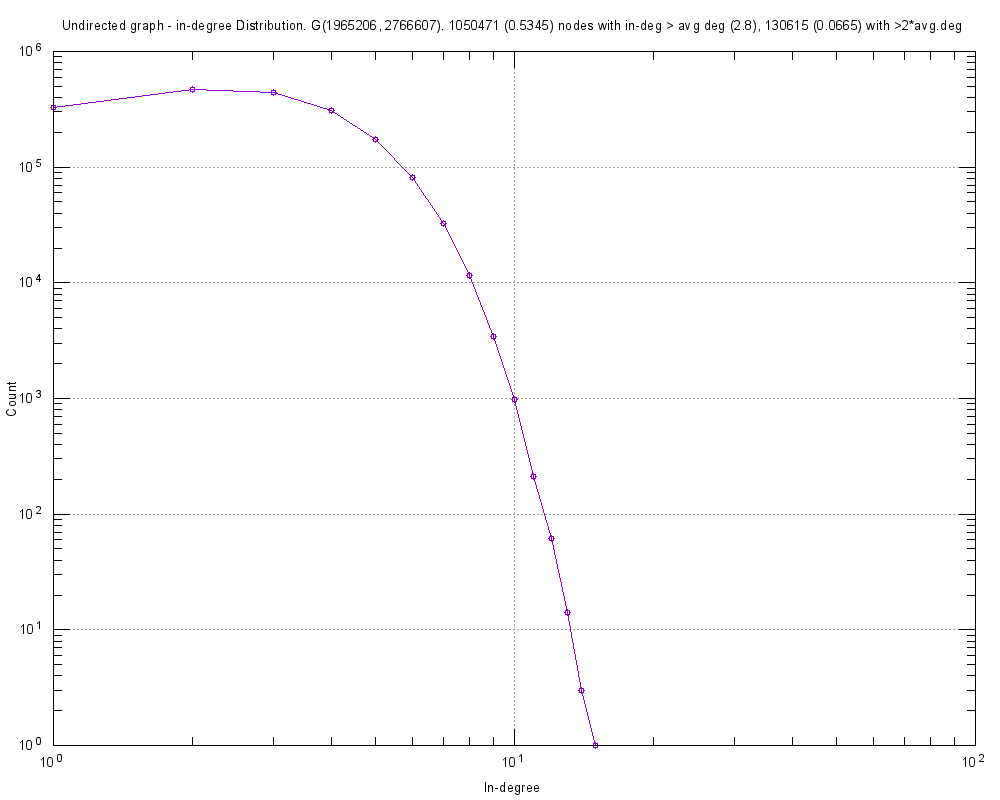 Undirected graph - in-degree Distribution. G(1965206, 2766607). 1050471 (0.5345) nodes with in-deg > avg deg (2.8), 130615 (0.0665) with >2*avg.deg
10^6
10^5
10^4
10^3
10^2
10^1
10^0
Count
10^0 10^1 10^2
In-degree